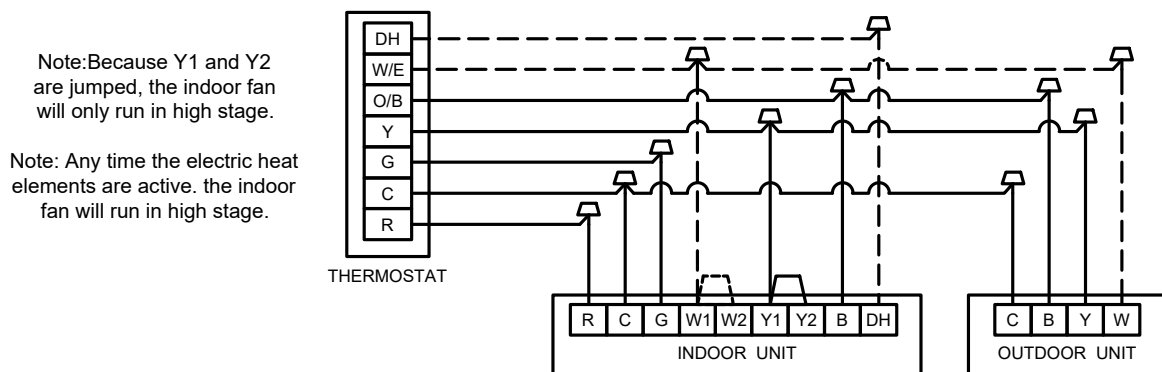 Note:Because Y1 and Y2
are jumped, the indoor fan
will only run in high stage.
Note: Any time the electric heat
elements are active. the indoor
fan will run in high stage.
DH
W/E
O/B
Y
G
C
R
THERMOSTAT
R C G W1 W2 Y1 Y2 B DH
INDOOR UNIT
C B Y W
OUTDOOR UNIT